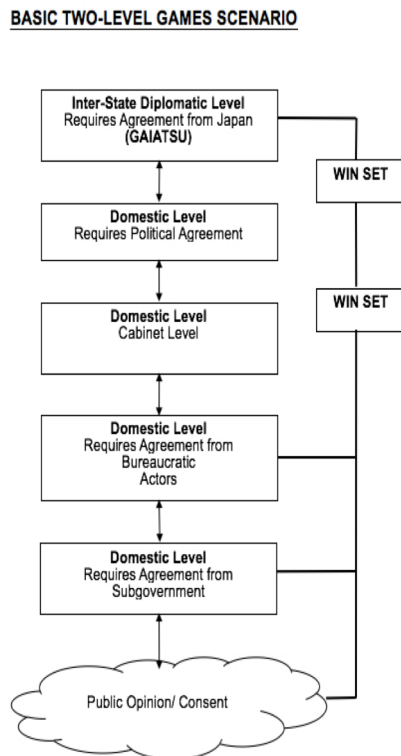 BASIC TWO-LEVEL GAMES SCENARIO
Inter-State Diplomatic Level
Requires Agreement from Japan
(GAIATSU)
WIN SET
Domestic Level
Requires Political Agreement
WIN SET
Domestic Level
Cabinet Level
Domestic Level
Requires Agreement from
Bureaucratic
Actors
Domestic Level
Requires Agreement from
Subgovernment
Public Opinion/ Consent